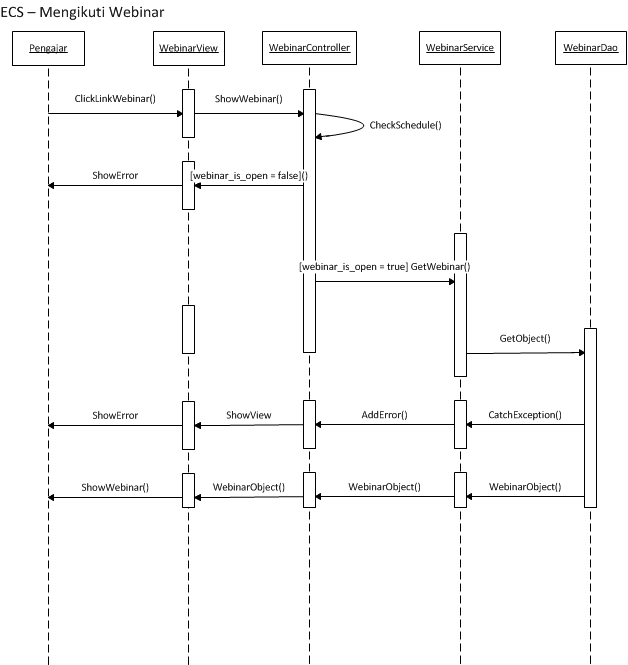 ECS – Mengikuti Webinar
Pengajar
WebinarView
WebinarController
WebinarService
WebinarDao
ClickLinkWebinar()
ShowWebinar()
CheckSchedule()
ShowError
[webinar_is_open = false]()
[webinar_is_open = true] GetWebinar()
GetObject()
ShowError
ShowView
AddError()
CatchException()
ShowWebinar()
WebinarObject()
WebinarObject()
WebinarObject()